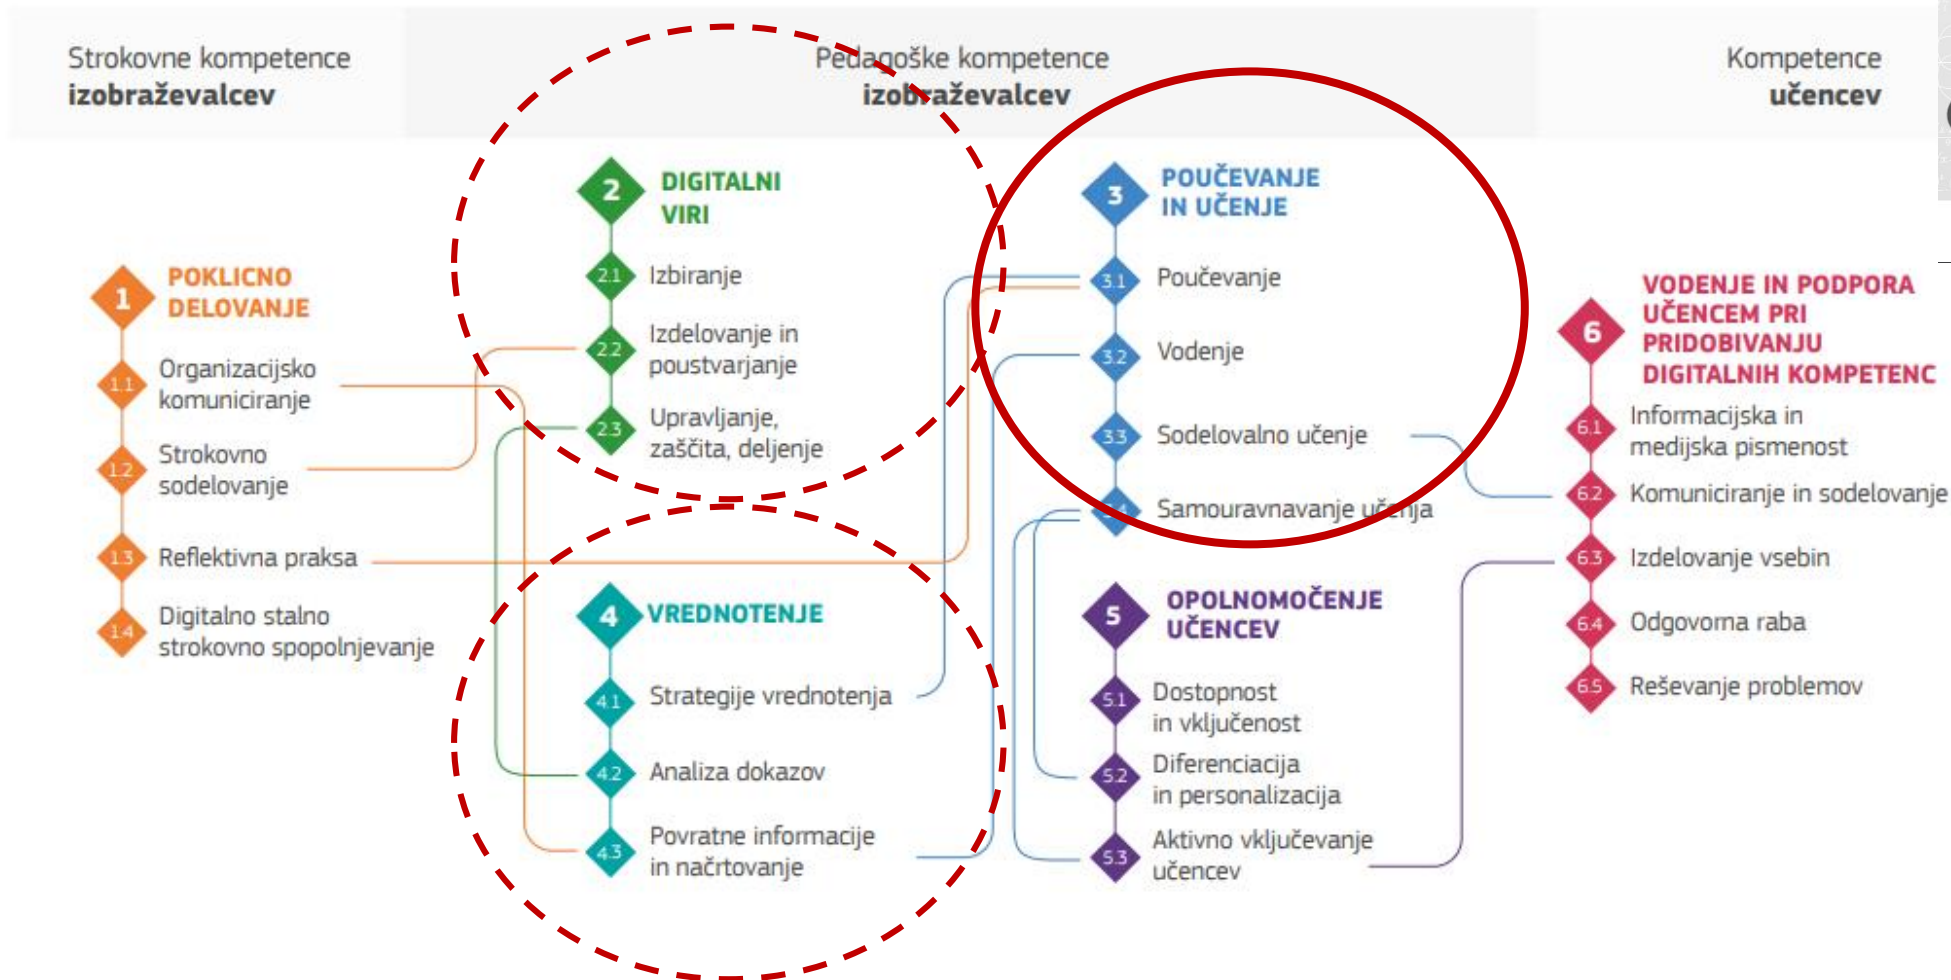 Strokovne kompetence
izobraževalcev
Pedagoške kompetence
izobraževalcev
Kompetence
učencev
1
POKLICNO
DELOVANJE
1.1
Organizacijsko
komuniciranje
1.2
Strokovno
sodelovanje
1.3
Reflektivna praksa
1.4
Digitalno stalno
strokovno spopolnjevanje
2
DIGITALNI
VIRI
2.1
Izbiranje
2.2
Izdelovanje in
poustvarjanje
2.3
Upravljanje,
zaščita, deljenje
4
VREDNOTENJE
4.1
Strategije vrednotenja
4.2
Analiza dokazov
4.3
Povratne informacije
in načrtovanje
3
POUČEVANJE
IN UČENJE
3.1
Poučevanje
3.2
Vodenje
3.3
Sodelovalno učenje
3.4
Samouravnavanje učenja
5
OPOLNOMOČENJE
UČENCEV
5.1
Dostopnost
in vključenost
5.2
Diferenciacija
in personalizacija
5.3
Aktivno vključevanje
učencev
6
VODENJE IN PODPORA
UČENCEM PRI
PRIDOBIVANJU
DIGITALNIH KOMPETENC
6.1
Informacijska in
medijska pismenost
6.2
Komuniciranje in sodelovanje
6.3
Izdelovanje vsebin
6.4
Odgovorna raba
6.5
Reševanje problemov